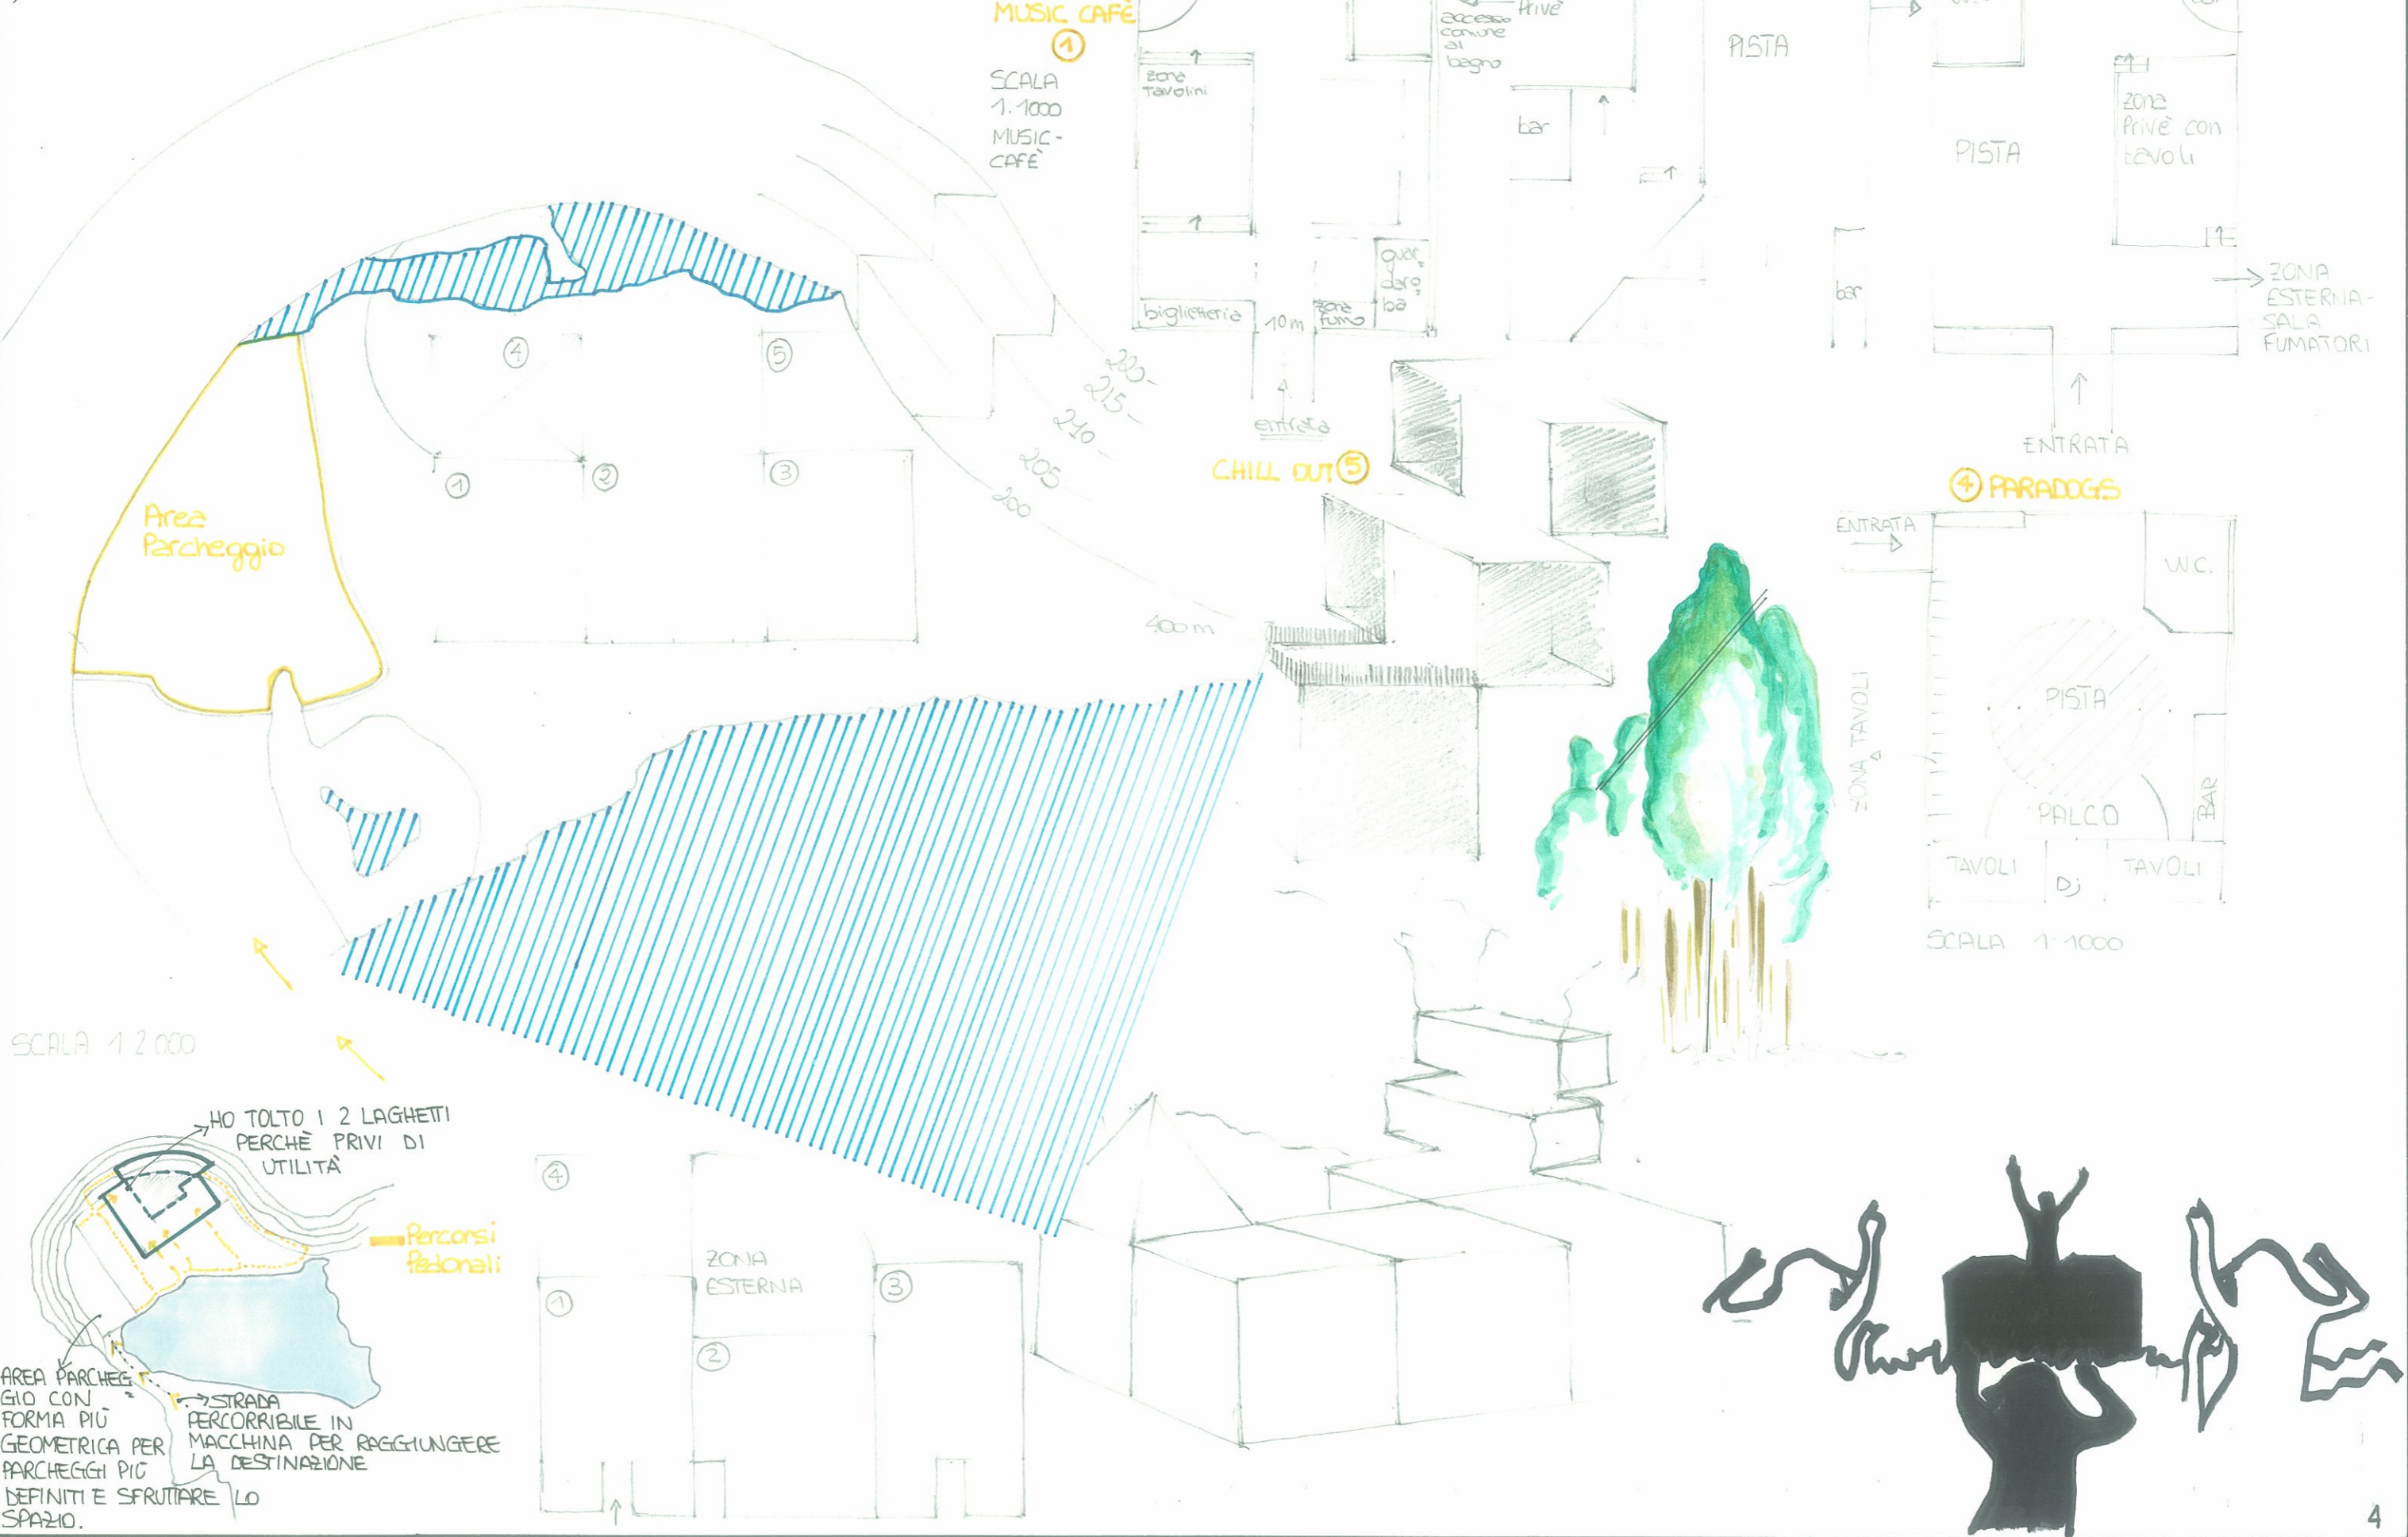 MUSIC CAFÈ
1
SCALA
1:1000
MUSIC-
CAFÈ
zona
Tavolini
biglietteria
10 m
zona
fumo
guar
daro
ba
entrata
accesso
comune
al
bagno
Privè
bar
PISTA
bar
PISTA
zona
Privè con
tavoli
ZONA
ESTERNA-
SALA
FUMATORI
ENTRATA
4
5
1
2
3
220
215
210
205
200
400 m
Area
Parcheggio
CHILL OUT 5
4 PARADOGS
ENTRATA
W.C.
ZONA TAVOLI
PISTA
PALCO
BAR
TAVOLI
Dj
TAVOLI
SCALA 1:1000
SCALA 1:2000
HO TOLTO I 2 LAGHETTI
PERCHÈ PRIVI DI
UTILITÀ
Percorsi
Pedonali
AREA PARCHEG
GIO CON
FORMA PIÙ
GEOMETRICA PER
PARCHEGGI PIÙ
DEFINITI E SFRUTTARE LO
SPAZIO.
STRADA
PERCORRIBILE IN
MACCHINA PER RAGGIUNGERE
LA DESTINAZIONE
4
ZONA
ESTERNA
1
2
3
4